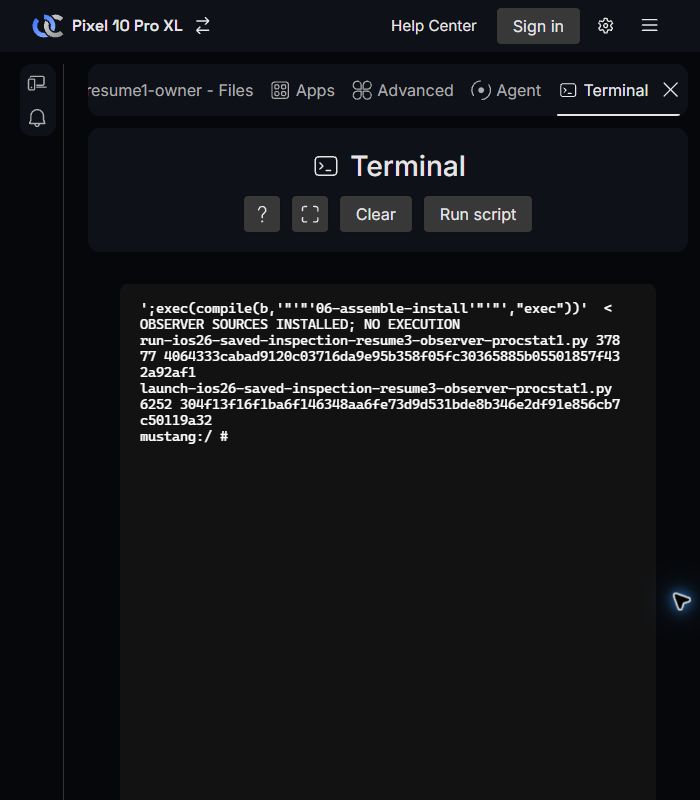 Pixel 10 Pro XL
Help Center
Sign in
resume1-owner - Files
Apps
Advanced
Agent
Terminal
Terminal
?
Clear
Run script
';exec(compile(b,'"'"'06-assemble-install'"'"',"exec"))'  <
OBSERVER SOURCES INSTALLED; NO EXECUTION
run-ios26-saved-inspection-resume3-observer-procstat1.py 378
77 4064333cabad9120c03716da9e95b358f05fc30365885b05501857f43
2a92af1
launch-ios26-saved-inspection-resume3-observer-procstat1.py
6252 304f13f16f1ba6f146348aa6fe73d9d531bde8b346e2df91e856cb7
c50119a32
mustang:/ #